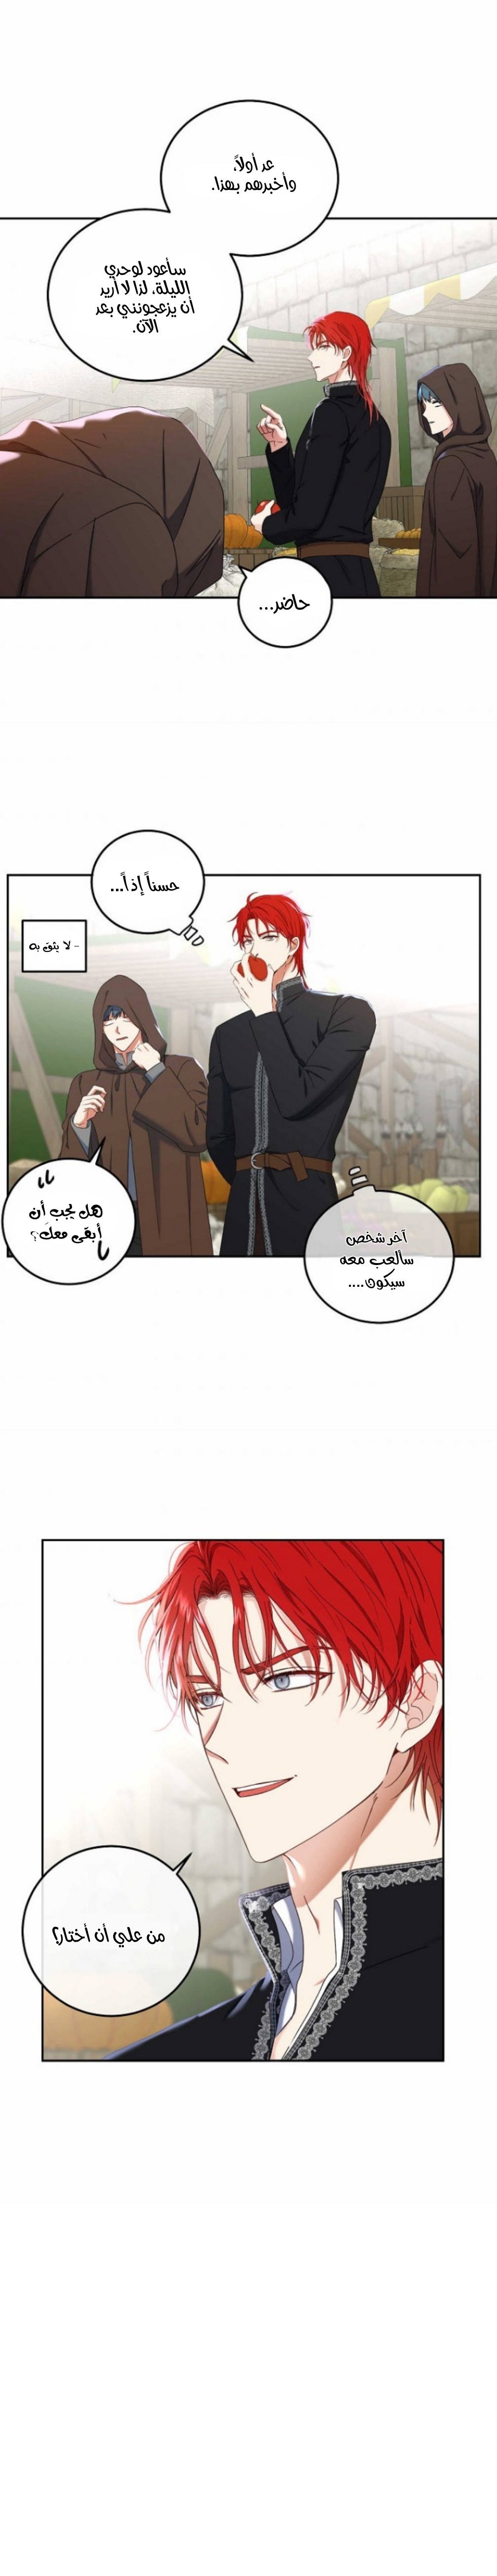 عد أولاً،
وأخبرهم بهذا.
سأعود لوحدي
الليلة، لذا لا أريد
أن يزعجونني بعد
الآن.
حاضر...
حسناً إذاً...
- لا يثق به
هل يجب أن
أبقى معكَ؟
آخر شخص
سألعب معه
سيكون....
من علي أن أختار؟